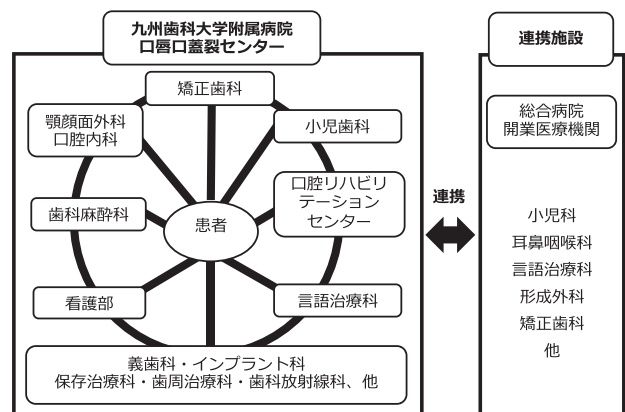 九州歯科大学附属病院
口唇口蓋裂センター
矯正歯科
顎顔面外科
口腔内科
小児歯科
口腔リハビリ
テーション
センター
歯科麻酔科
患者
看護部
言語治療科
義歯科・インプラント科
保存治療科・歯周治療科・歯科放射線科、他
連携
連携施設
総合病院
開業医療機関
小児科
耳鼻咽喉科
言語治療科
形成外科
矯正歯科
他